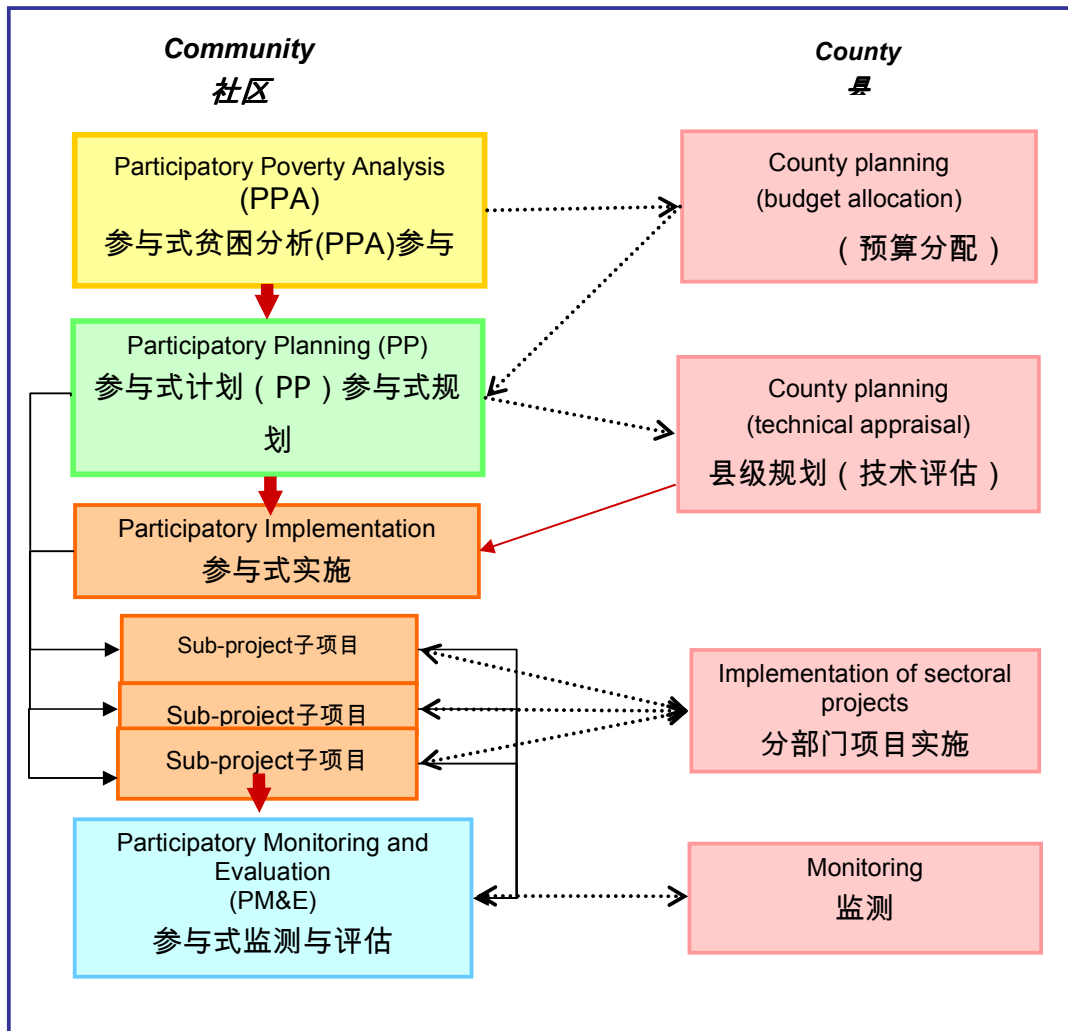 Community
社区
County
县
Participatory Poverty Analysis
(PPA)
参与式贫困分析(PPA)参与
County planning
(budget allocation)
（预算分配）
Participatory Planning (PP)
参与式计划（PP）参与式规
划
County planning
(technical appraisal)
县级规划（技术评估）
Participatory Implementation
参与式实施
Sub-project子项目
Sub-project子项目
Sub-project子项目
Implementation of sectoral
projects
分部门项目实施
Participatory Monitoring and
Evaluation
(PM&E)
参与式监测与评估
Monitoring
监测